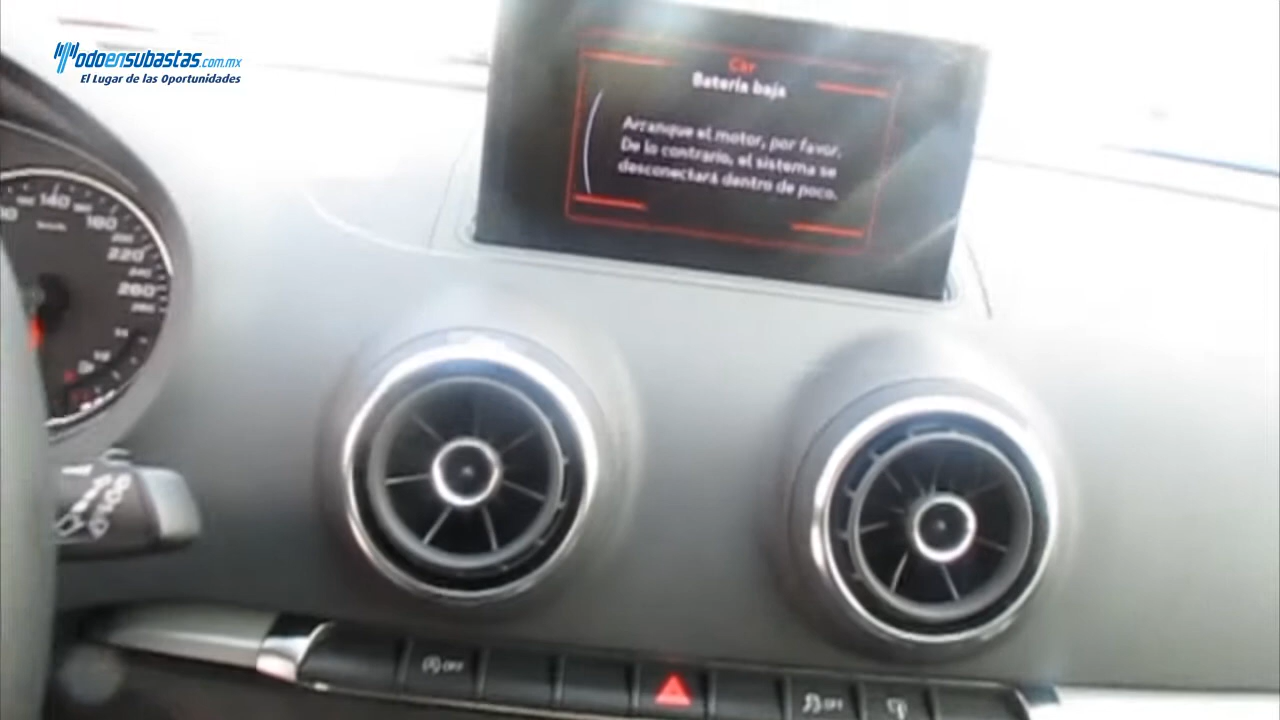 Todoensubastas.com.mx
El Lugar de las Oportunidades
Car
Batería baja
Arranque el motor, por favor.
De lo contrario, el sistema se
desconectará dentro de poco.
140
180
220
260
OFF
OFF